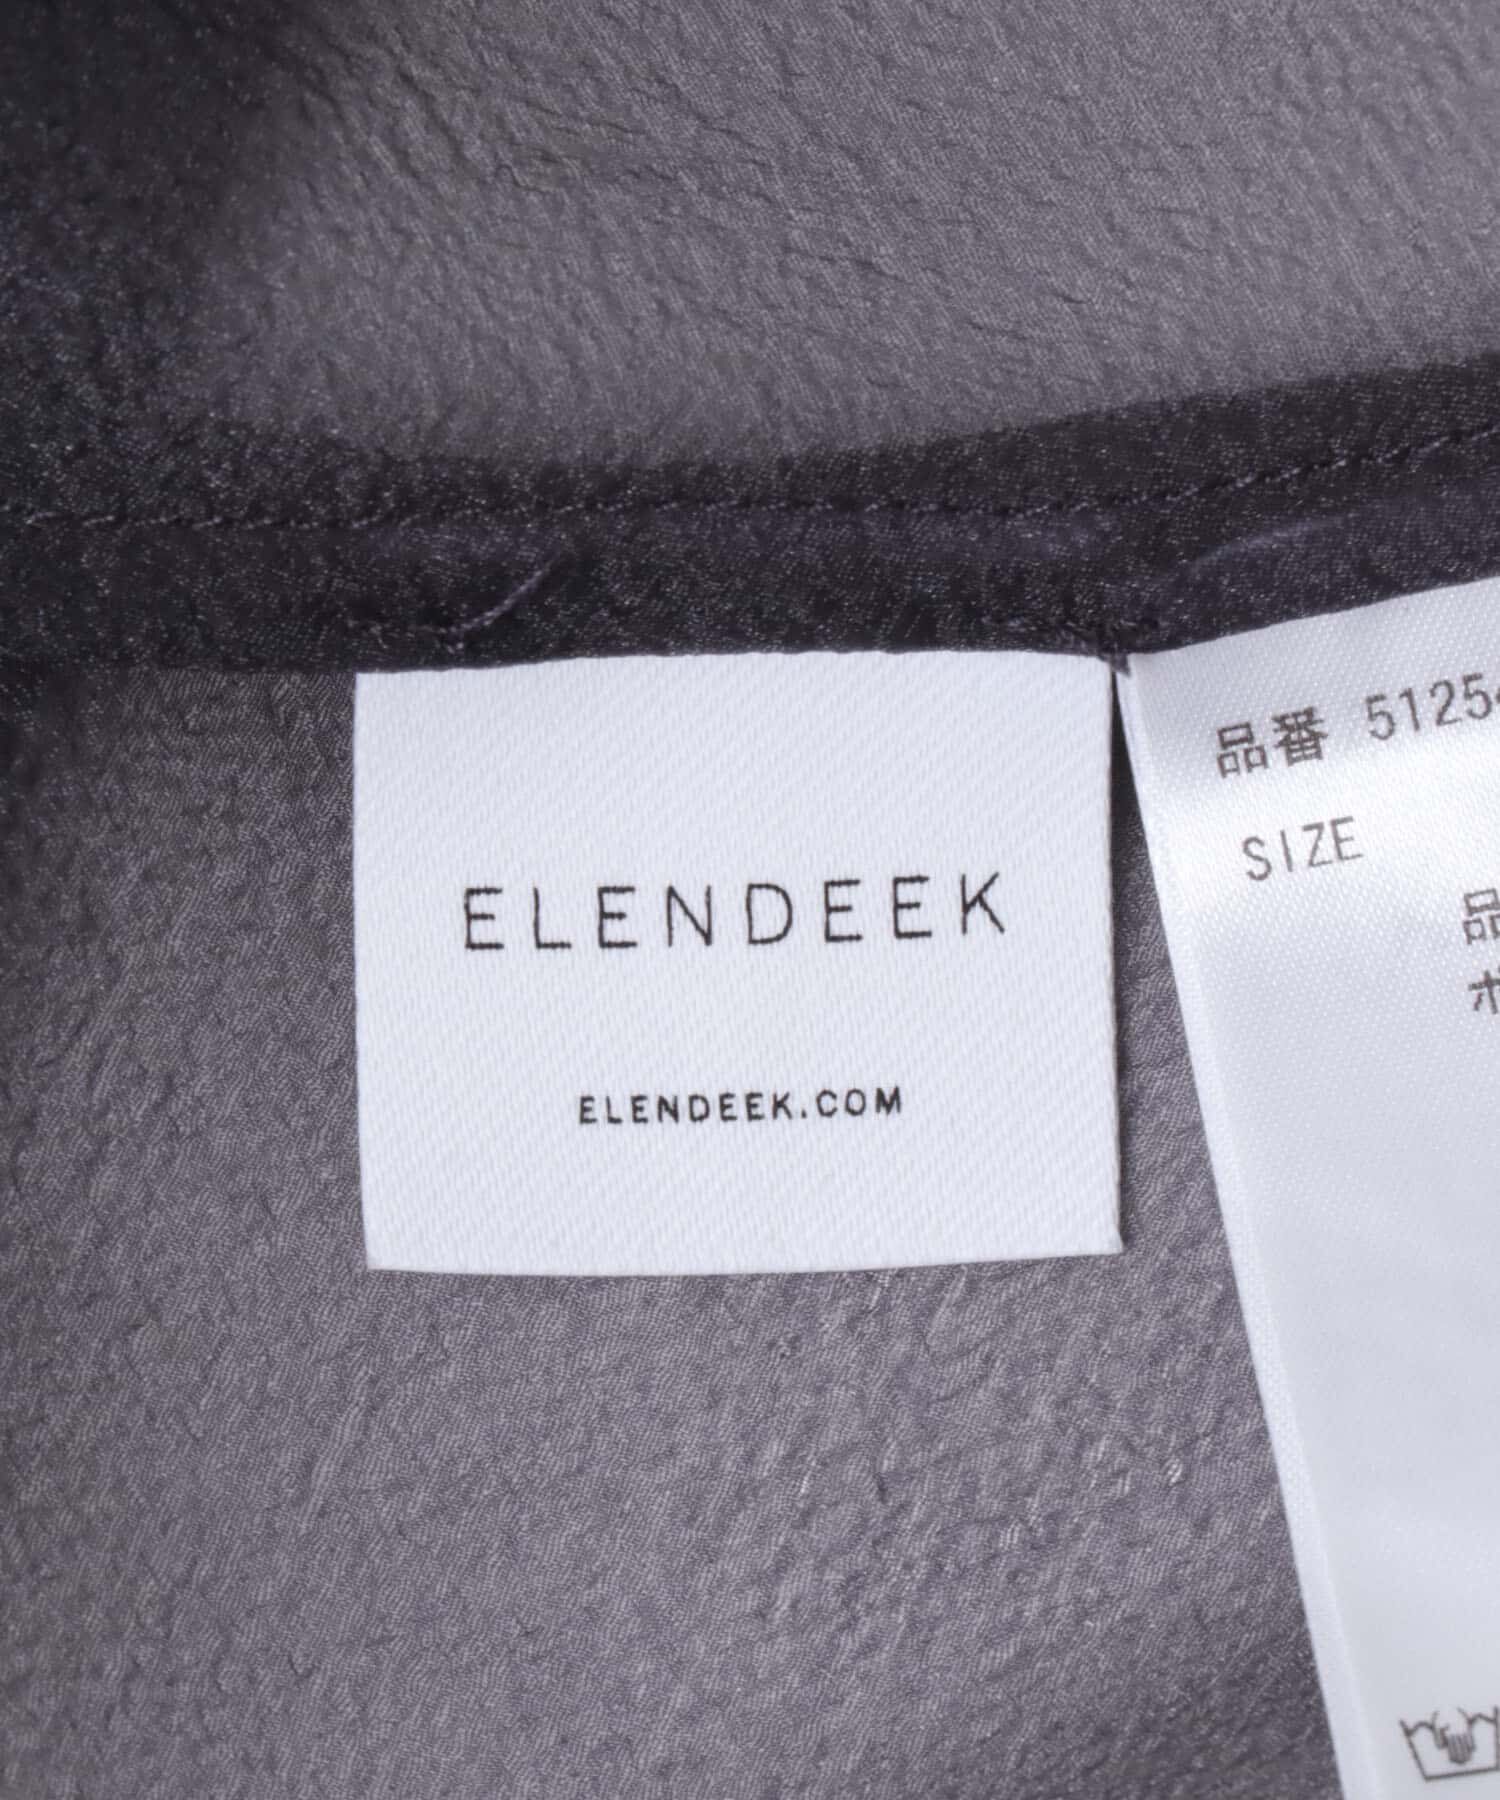 ELENDEEK
ELENDEEK.COM
品番 5125
SIZE
品
ポ